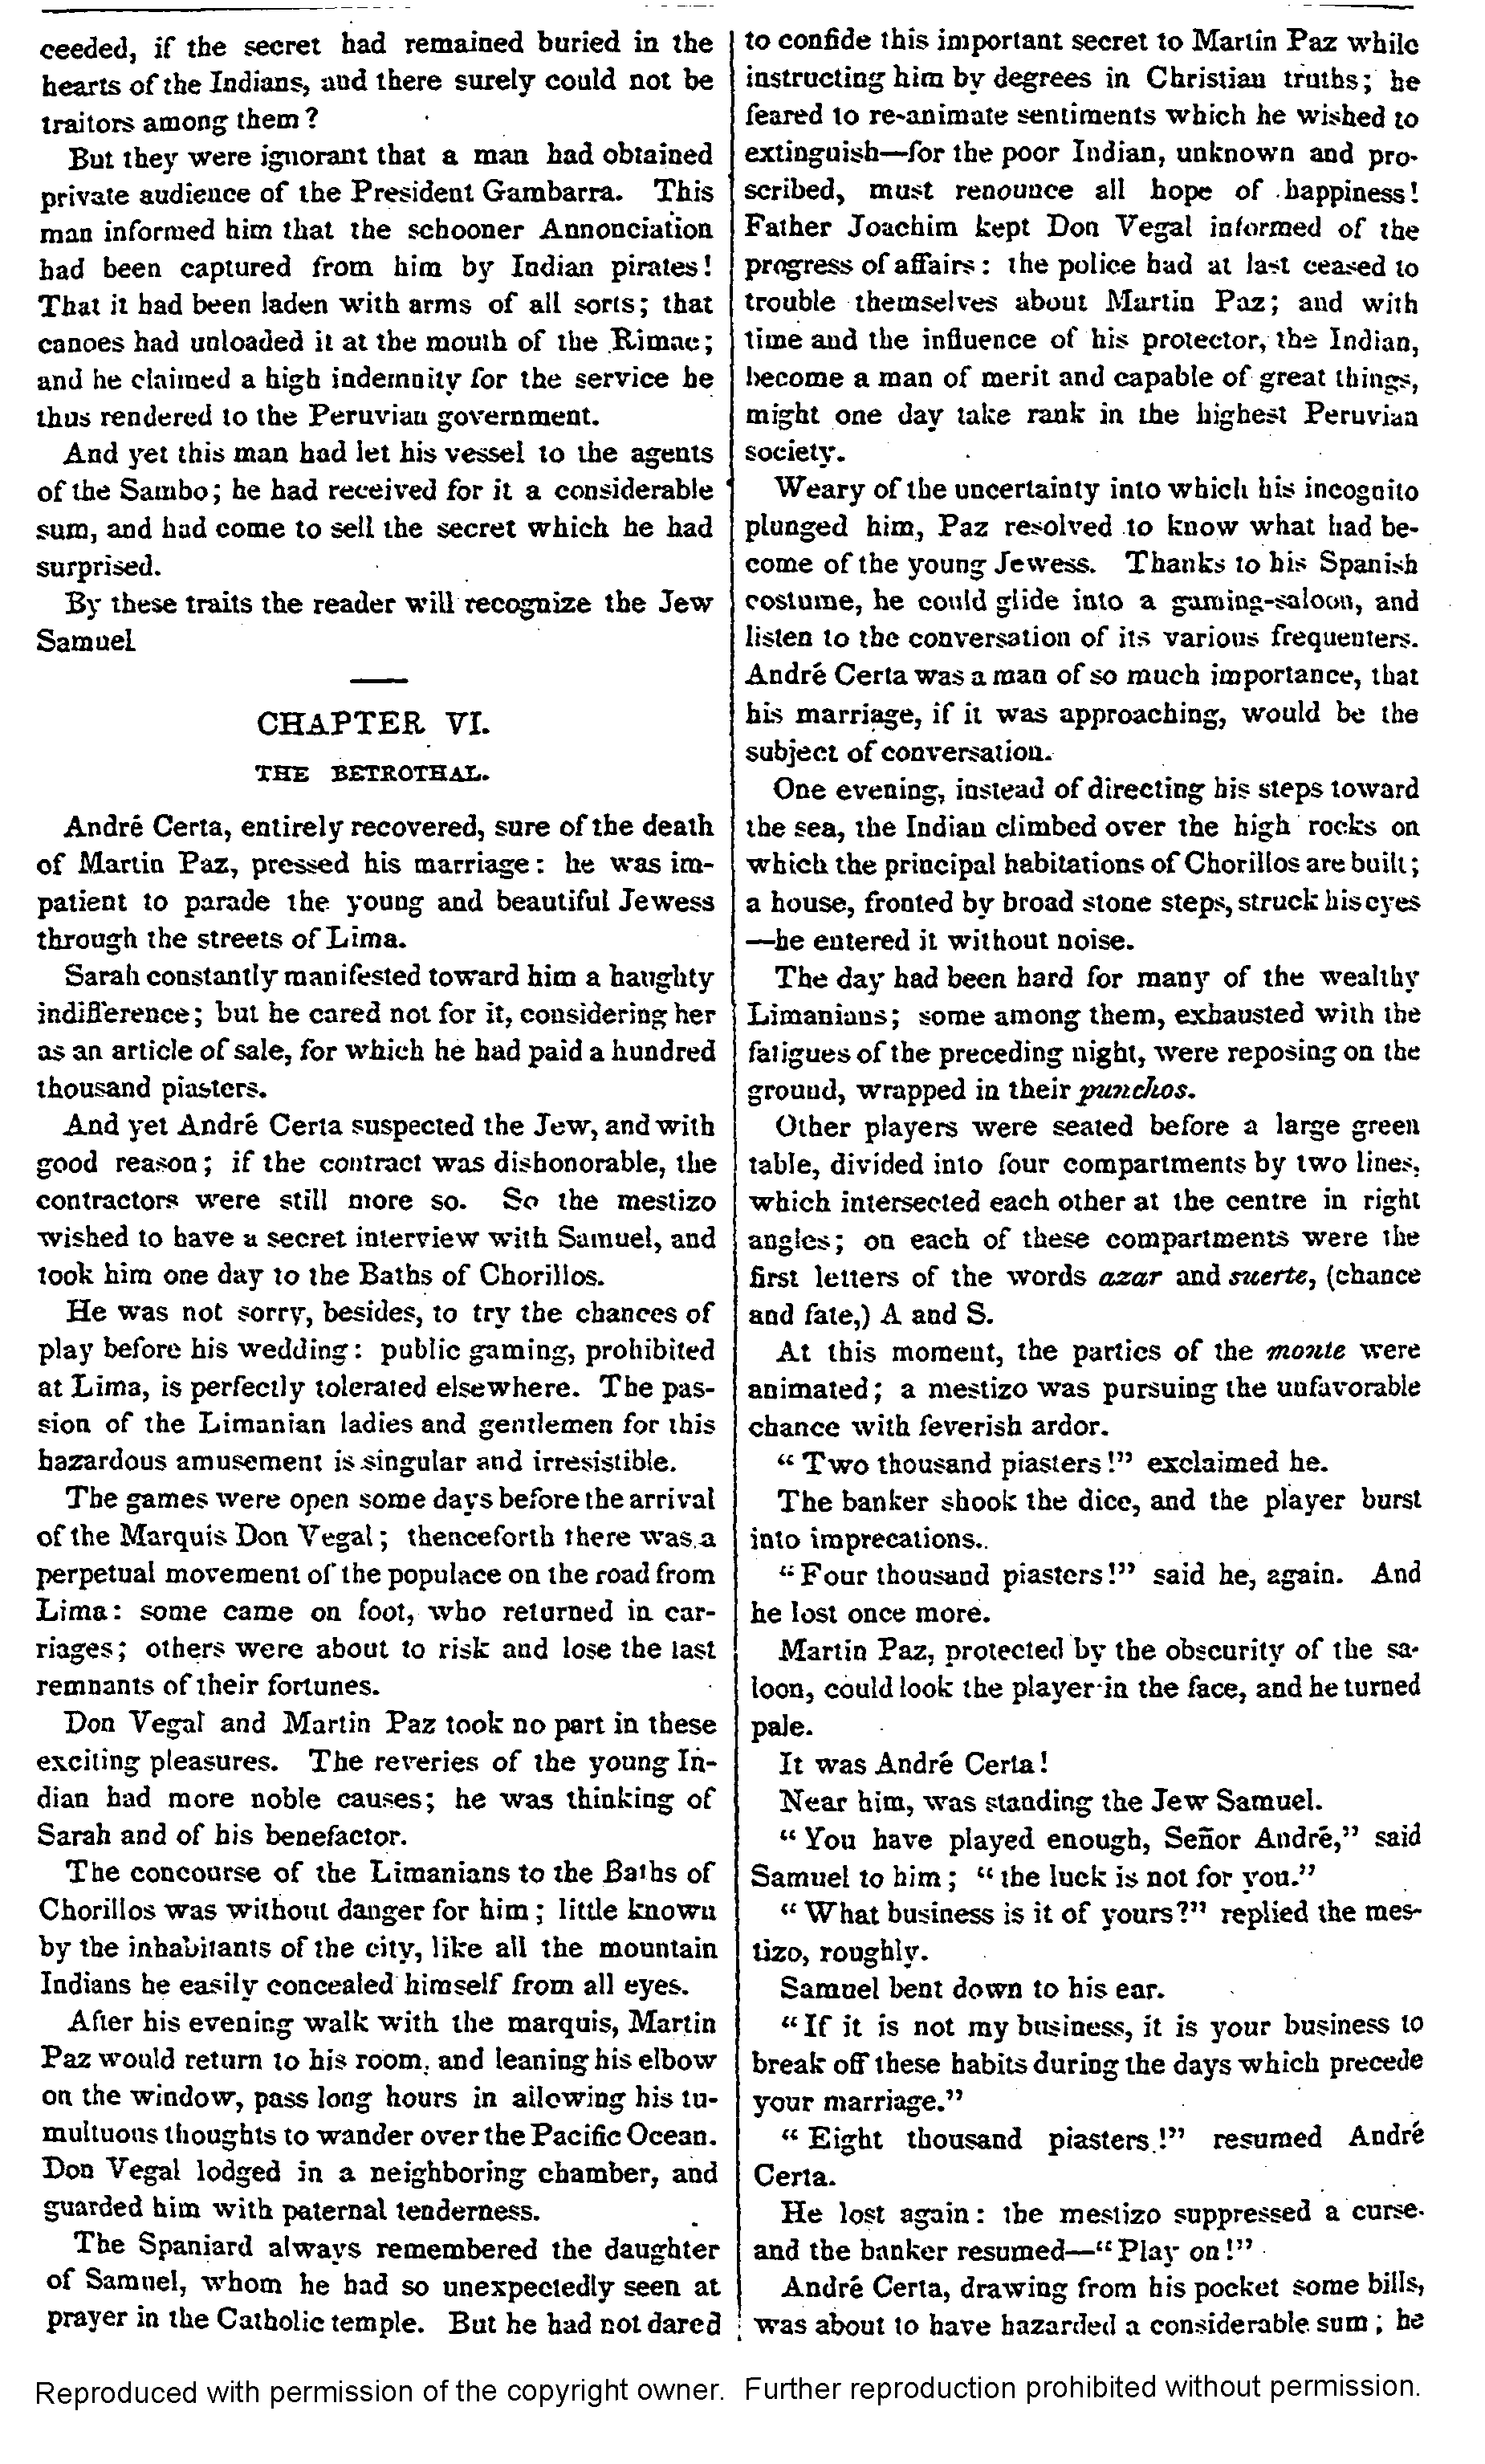 ceeded, if the secret had remained buried in the
hearts of the Indians, and there surely could not be
traitors among them?
But they were ignorant that a man had obtained
private audience of the President Gambarra. This
man informed him that the schooner Annonciation
had been captured from him by Indian pirates!
That it had been laden with arms of all sorts; that
canoes had unloaded it at the mouth of the Rimac;
and he claimed a high indemnity for the service he
thus rendered to the Peruvian government.
And yet this man had let his vessel to the agents
of the Sambo; he had received for it a considerable
sum, and had come to sell the secret which he had
surprised.
By these traits the reader will recognize the Jew
Samuel
CHAPTER VI.
THE BETROTHAL.
André Certa, entirely recovered, sure of the death
of Martin Paz, pressed his marriage: he was im-
patient to parade the young and beautiful Jewess
through the streets of Lima.
Sarah constantly manifested toward him a haughty
indifference; but he cared not for it, considering her
as an article of sale, for which he had paid a hundred
thousand piasters.
And yet André Certa suspected the Jew, and with
good reason; if the contract was dishonorable, the
contractors were still more so. So the mestizo
wished to have a secret interview with Samuel, and
took him one day to the Baths of Chorillos.
He was not sorry, besides, to try the chances of
play before his wedding: public gaming, prohibited
at Lima, is perfectly tolerated elsewhere. The pas-
sion of the Limanian ladies and gentlemen for this
hazardous amusement is singular and irresistible.
The games were open some days before the arrival
of the Marquis Don Vegal; thenceforth there was a
perpetual movement of the populace on the road from
Lima: some came on foot, who returned in car-
riages; others were about to risk and lose the last
remnants of their fortunes.
Don Vegal and Martin Paz took no part in these
exciting pleasures. The reveries of the young In-
dian had more noble causes; he was thinking of
Sarah and of his benefactor.
The concourse of the Limanians to the Baths of
Chorillos was without danger for him; little known
by the inhabitants of the city, like all the mountain
Indians he easily concealed himself from all eyes.
After his evening walk with the marquis, Martin
Paz would return to his room, and leaning his elbow
on the window, pass long hours in allowing his tu-
multuous thoughts to wander over the Pacific Ocean.
Don Vegal lodged in a neighboring chamber, and
guarded him with paternal tenderness.
The Spaniard always remembered the daughter
of Samuel, whom he had so unexpectedly seen at
prayer in the Catholic temple. But he had not dared
to confide this important secret to Martin Paz while
instructing him by degrees in Christian truths; he
feared to re-animate sentiments which he wished to
extinguish—for the poor Indian, unknown and pro-
scribed, must renounce all hope of happiness!
Father Joachim kept Don Vegal informed of the
progress of affairs: the police had at last ceased to
trouble themselves about Martin Paz; and with
time and the influence of his protector, the Indian,
become a man of merit and capable of great things,
might one day take rank in the highest Peruvian
society.
Weary of the uncertainty into which his incognito
plunged him, Paz resolved to know what had be-
come of the young Jewess. Thanks to his Spanish
costume, he could glide into a gaming-saloon, and
listen to the conversation of its various frequenters.
André Certa was a man of so much importance, that
his marriage, if it was approaching, would be the
subject of conversation.
One evening, instead of directing his steps toward
the sea, the Indian climbed over the high rocks on
which the principal habitations of Chorillos are built;
a house, fronted by broad stone steps, struck his eyes
—he entered it without noise.
The day had been hard for many of the wealthy
Limanians; some among them, exhausted with the
fatigues of the preceding night, were reposing on the
ground, wrapped in their punchos.
Other players were seated before a large green
table, divided into four compartments by two lines,
which intersected each other at the centre in right
angles; on each of these compartments were the
first letters of the words azar and suerte, (chance
and fate,) A and S.
At this moment, the parties of the monte were
animated; a mestizo was pursuing the unfavorable
chance with feverish ardor.
"Two thousand piasters!" exclaimed he.
The banker shook the dice, and the player burst
into imprecations.
"Four thousand piasters!" said he, again. And
he lost once more.
Martin Paz, protected by the obscurity of the sa-
loon, could look the player in the face, and he turned
pale.
It was André Certa!
Near him, was standing the Jew Samuel.
"You have played enough, Señor André," said
Samuel to him; "the luck is not for you."
"What business is it of yours?" replied the mes-
tizo, roughly.
Samuel bent down to his ear.
"If it is not my business, it is your business to
break off these habits during the days which precede
your marriage."
"Eight thousand piasters!" resumed André
Certa.
He lost again: the mestizo suppressed a curse
and the banker resumed—"Play on!"
André Certa, drawing from his pocket some bills,
was about to have hazarded a considerable sum; he
Reproduced with permission of the copyright owner. Further reproduction prohibited without permission.